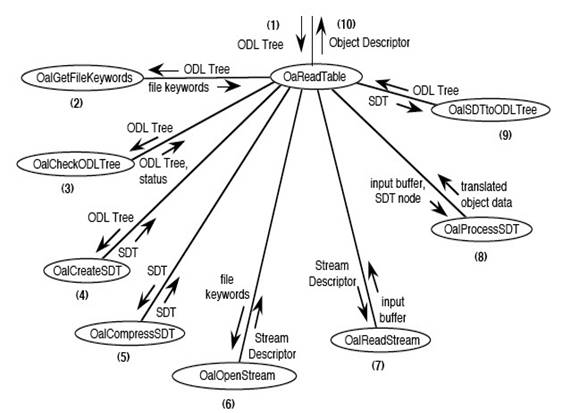 (1)
(10)
ODL Tree
Object Descriptor
OaReadTable
ODL Tree
file keywords
OalGetFileKeywords
(2)
ODL Tree
SDT
OalSDTtoODLTree
(9)
ODL Tree
ODL Tree,
status
OalCheckODLTree
(3)
input buffer,
SDT node
translated
object data
OalProcessSDT
(8)
ODL Tree
SDT
OalCreateSDT
(4)
SDT
SDT
OalCompressSDT
(5)
file
keywords
Stream
Descriptor
OalOpenStream
(6)
Stream
Descriptor
input
buffer
OalReadStream
(7)